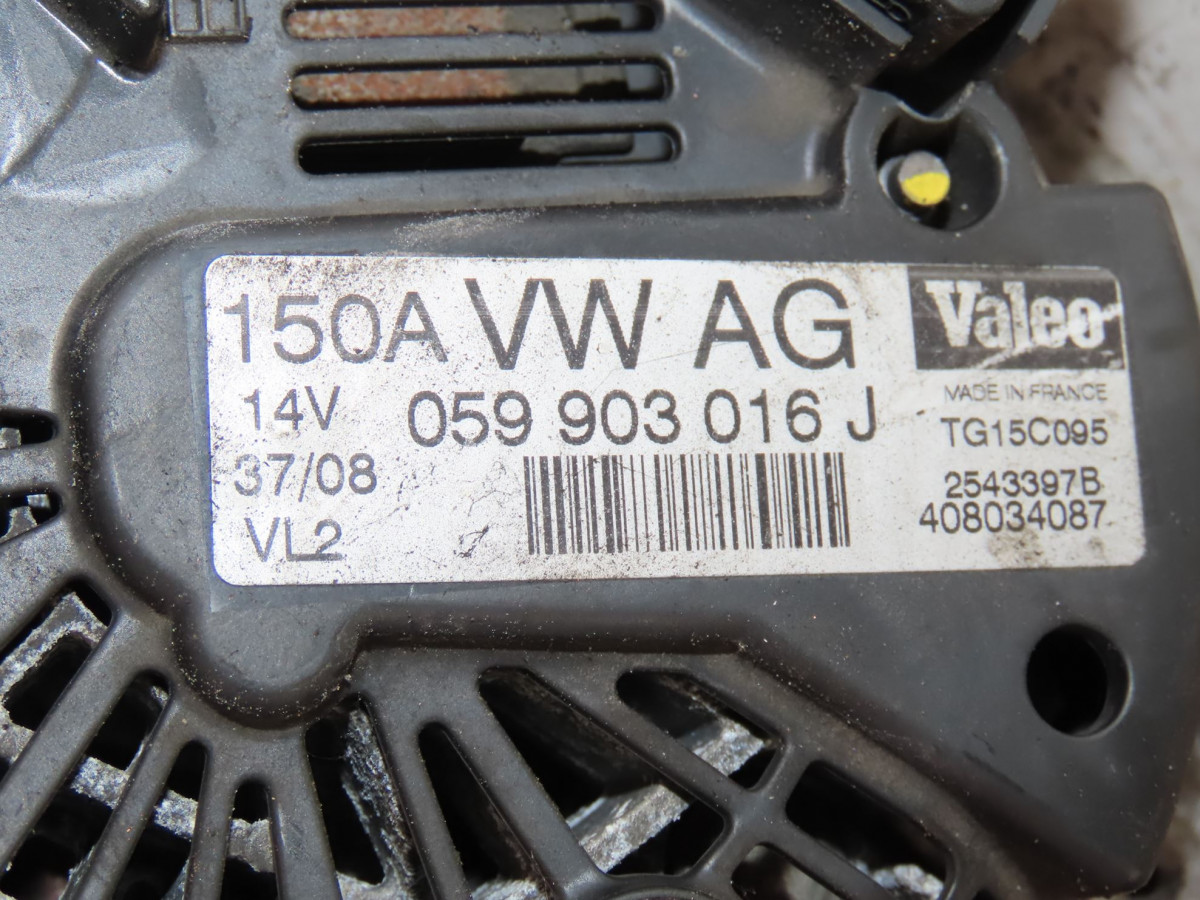 150A VW AG Valeo
14V 059 903 016 J MADE IN FRANCE
TG15C095
37/08 2543397B
VL2 408034087